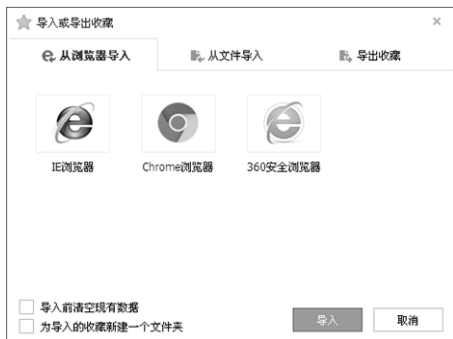 导入或导出收藏
从浏览器导入
从文件导入
导出收藏
IE浏览器
Chrome浏览器
360安全浏览器
导入前清空现有数据
为导入的收藏新建一个文件夹
导入
取消